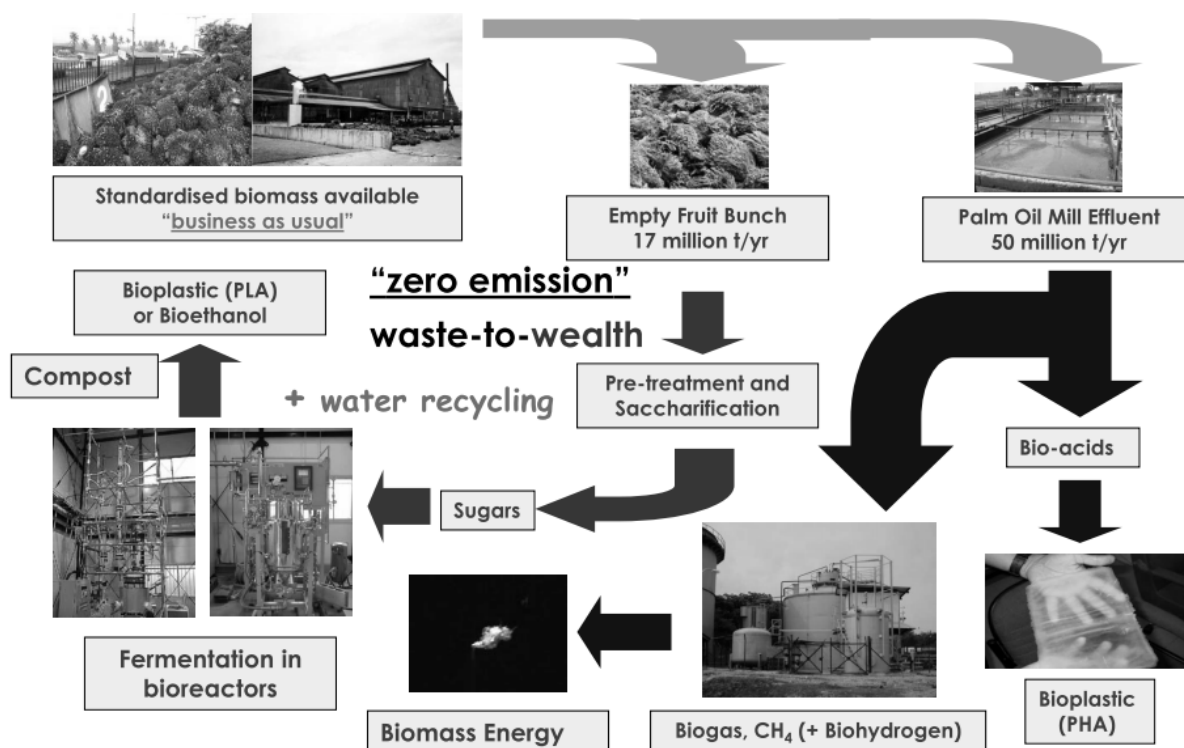 Standardised biomass available
“business as usual”
Empty Fruit Bunch
17 million t/yr
Palm Oil Mill Effluent
50 million t/yr
Bioplastic (PLA)
or Bioethanol
“zero emission”
waste-to-wealth
Compost
+ water recycling
Pre-treatment and
Saccharification
Bio-acids
Sugars
Fermentation in
bioreactors
Biomass Energy
Biogas, CH₄ (+ Biohydrogen)
Bioplastic
(PHA)
2